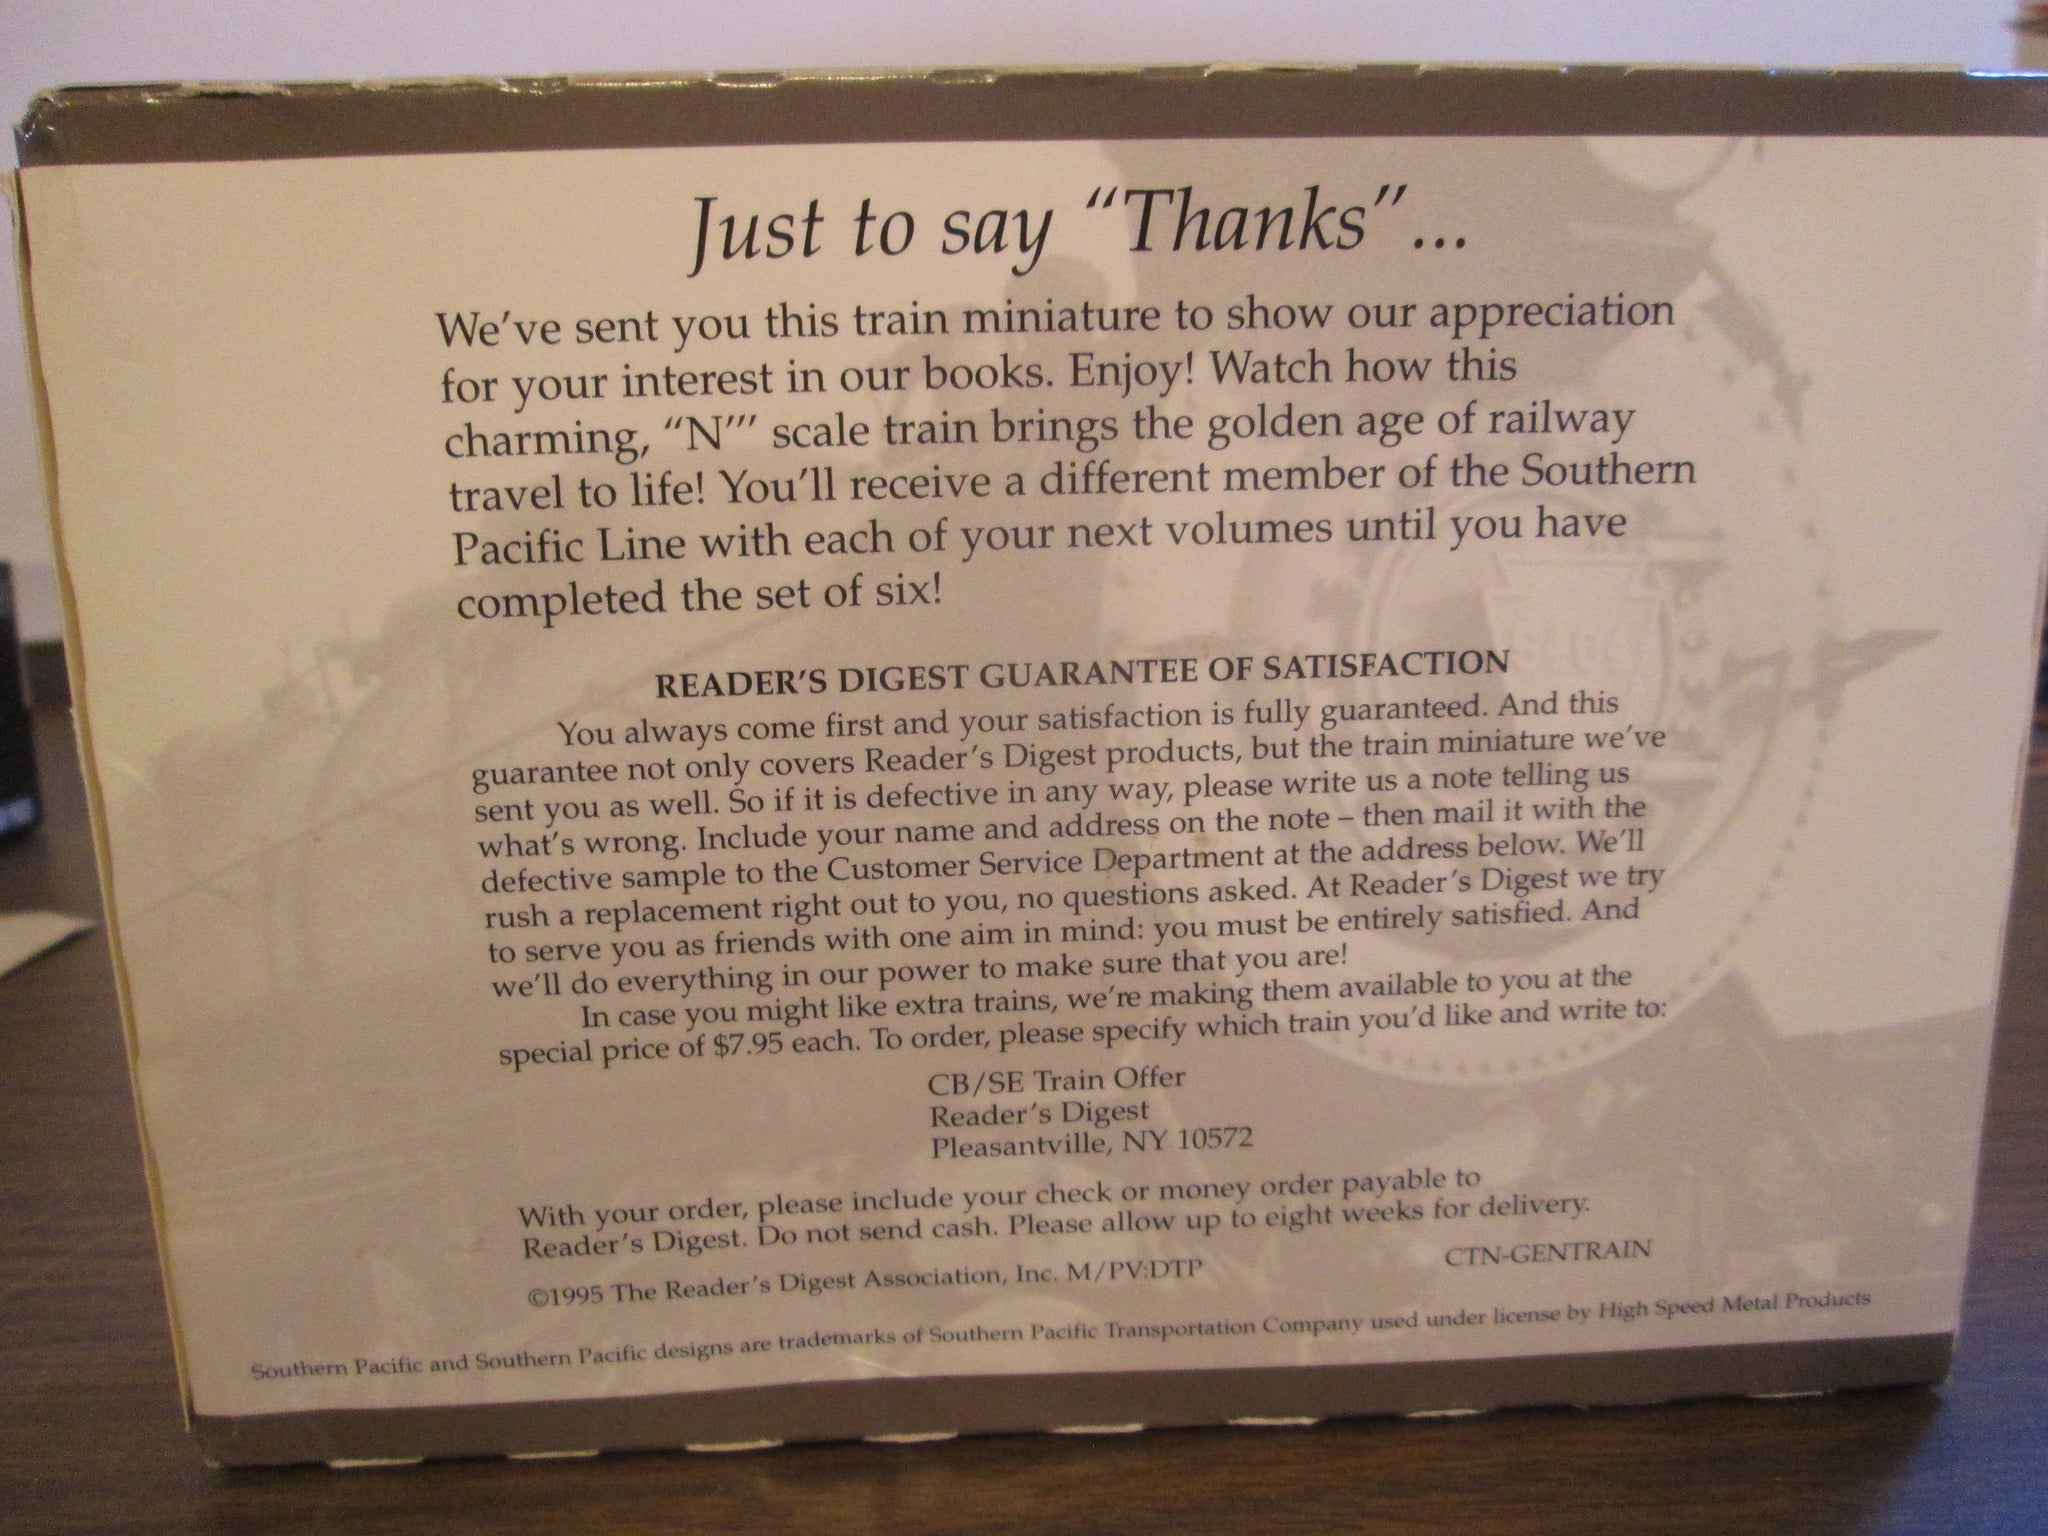 Just to say “Thanks”...
We’ve sent you this train miniature to show our appreciation
for your interest in our books. Enjoy! Watch how this
charming, “N”’ scale train brings the golden age of railway
travel to life! You’ll receive a different member of the Southern
Pacific Line with each of your next volumes until you have
completed the set of six!
READER’S DIGEST GUARANTEE OF SATISFACTION
You always come first and your satisfaction is fully guaranteed. And this
guarantee not only covers Reader’s Digest products, but the train miniature we’ve
sent you as well. So if it is defective in any way, please write us a note telling us
what’s wrong. Include your name and address on the note – then mail it with the
defective sample to the Customer Service Department at the address below. We’ll
rush a replacement right out to you, no questions asked. At Reader’s Digest we try
to serve you as friends with one aim in mind: you must be entirely satisfied. And
we’ll do everything in our power to make sure that you are!
In case you might like extra trains, we’re making them available to you at the
special price of $7.95 each. To order, please specify which train you’d like and write to:
CB/SE Train Offer
Reader’s Digest
Pleasantville, NY 10572
With your order, please include your check or money order payable to
Reader’s Digest. Do not send cash. Please allow up to eight weeks for delivery.
©1995 The Reader’s Digest Association, Inc. M/PV:DTP CTN-GENTRAIN
Southern Pacific and Southern Pacific designs are trademarks of Southern Pacific Transportation Company used under license by High Speed Metal Products